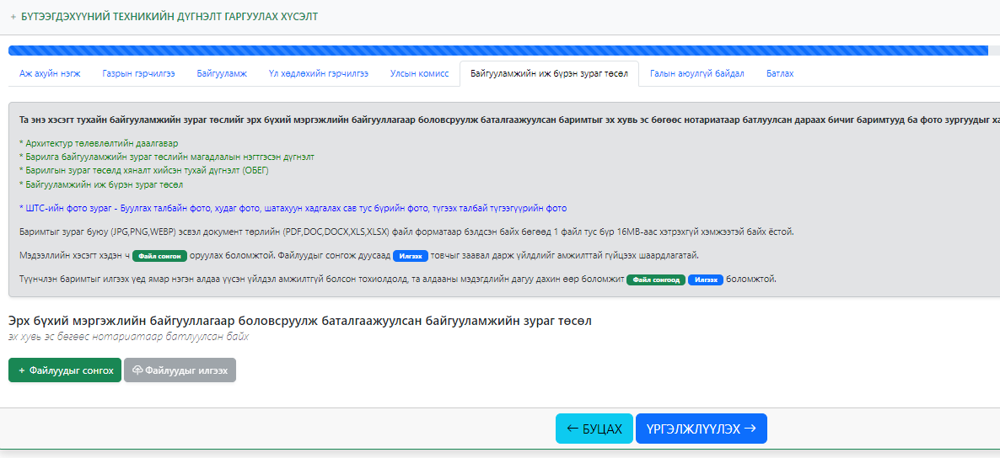 + БҮТЭЭГДЭХҮҮНИЙ ТЕХНИКИЙН ДҮГНЭЛТ ГАРГУУЛАХ ХҮСЭЛТ
Аж ахуйн нэгж Газрын гэрчилгээ Байгууламж Үл хөдлөхийн гэрчилгээ Улсын комисс Байгууламжийн иж бүрэн зураг төсөл Галын аюулгүй байдал Батлах
Та энэ хэсэгт тухайн байгууламжийн зураг төслийг эрх бүхий мэргэжлийн байгууллагаар боловсруулж баталгаажуулсан баримтыг эх хувь эс бөгөөс нотариатаар батлуулсан дараах бичиг баримтууд ба фото зургуудыг
* Архитектур төлөвлөлтийн даалгавар
* Барилга байгууламжийн зураг төслийн магадлалын нэгтгэсэн дүгнэлт
* Барилгын зураг төсөлд хяналт хийсэн тухай дүгнэлт (ОБЕГ)
* Байгууламжийн иж бүрэн зураг төсөл
* ШТС-ийн фото зураг - Буулгах талбайн фото, худаг фото, шатахуун хадгалах сав тус бүрийн фото, түгээх талбай түгээгүүрийн фото
Баримтыг зураг буюу (JPG,PNG,WEBP) эсвэл документ төрлийн (PDF,DOC,DOCX,XLS,XLSX) файл форматаар бэлдсэн байх бөгөөд 1 файл тус бүр 16MB-аас хэтрэхгүй хэмжээтэй байх ёстой.
Мэдээллийн хэсэгт хэдэн ч Файл сонгон оруулах боломжтой. Файлуудыг сонгож дуусаад Илгээх товчыг заавал дарж үйлдлийг амжилттай гүйцээх шаардлагатай.
Түүнчлэн баримтыг илгээх үед ямар нэгэн алдаа үүсэн үйлдэл амжилтгүй болсон тохиолдолд, та алдааны мэдэгдлийн дагуу дахин өөр боломжит Файл сонгоод Илгээх боломжтой.
Эрх бүхий мэргэжлийн байгууллагаар боловсруулж баталгаажуулсан байгууламжийн зураг төсөл
эх хувь эс бөгөөс нотариатаар батлуулсан байх
+ Файлуудыг сонгох Файлуудыг илгээх
← БУЦАХ ҮРГЭЛЖЛҮҮЛЭХ →